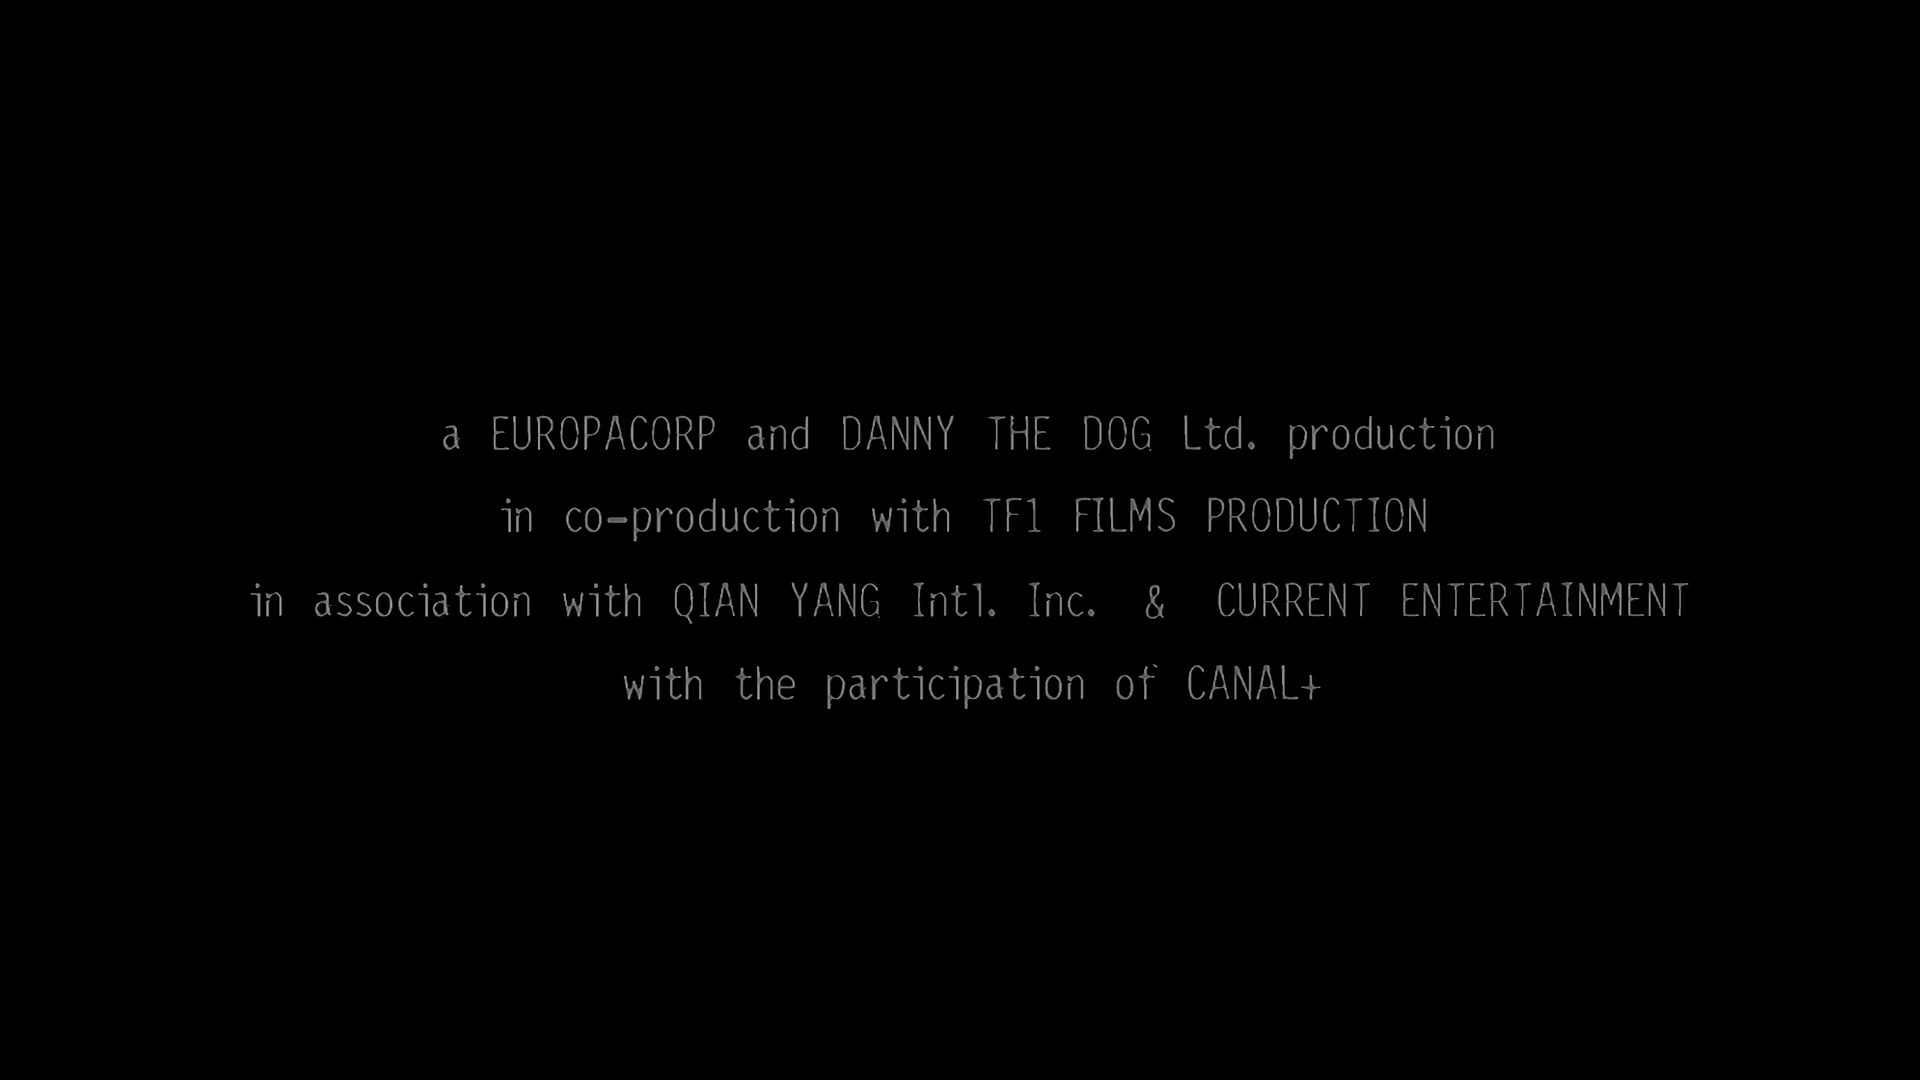 a EUROPACORP and DANNY THE DOG Ltd. production
in co-production with TF1 FILMS PRODUCTION
in association with QIAN YANG Intl. Inc. & CURRENT ENTERTAINMENT
with the participation of CANAL+